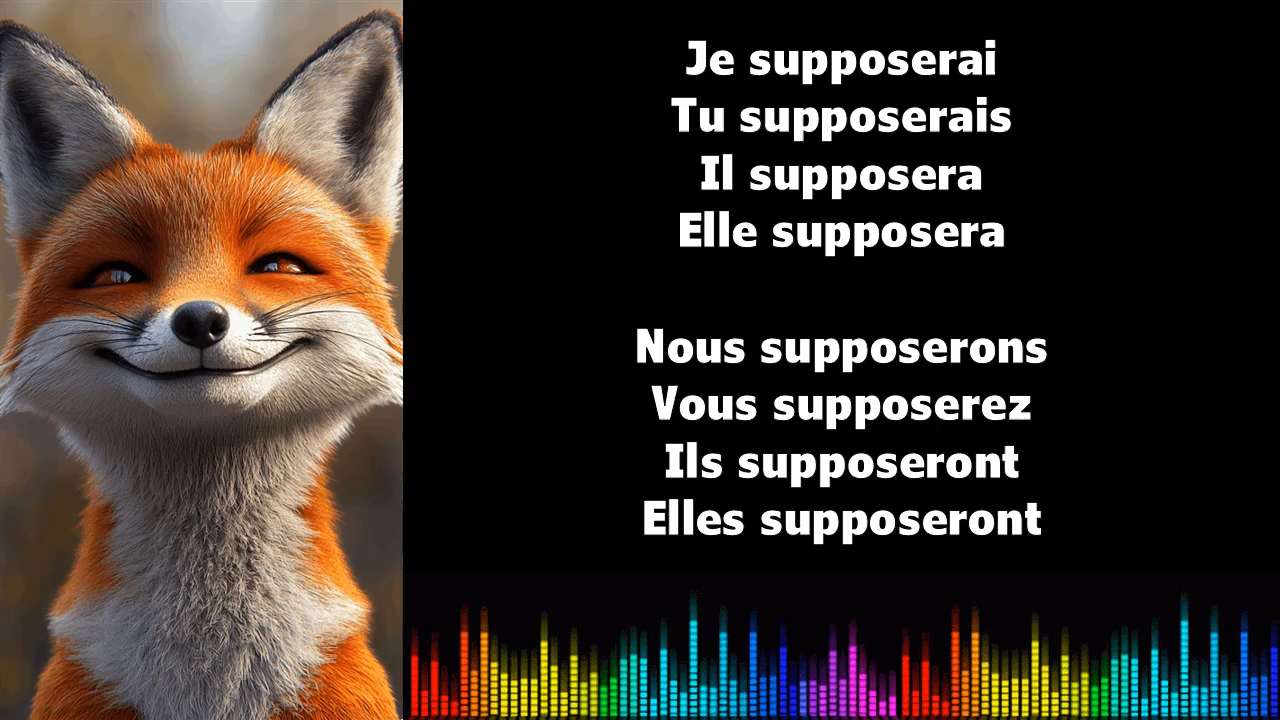 Je supposerai
Tu supposerais
Il supposera
Elle supposera
Nous supposerons
Vous supposerez
Ils supposeront
Elles supposeront